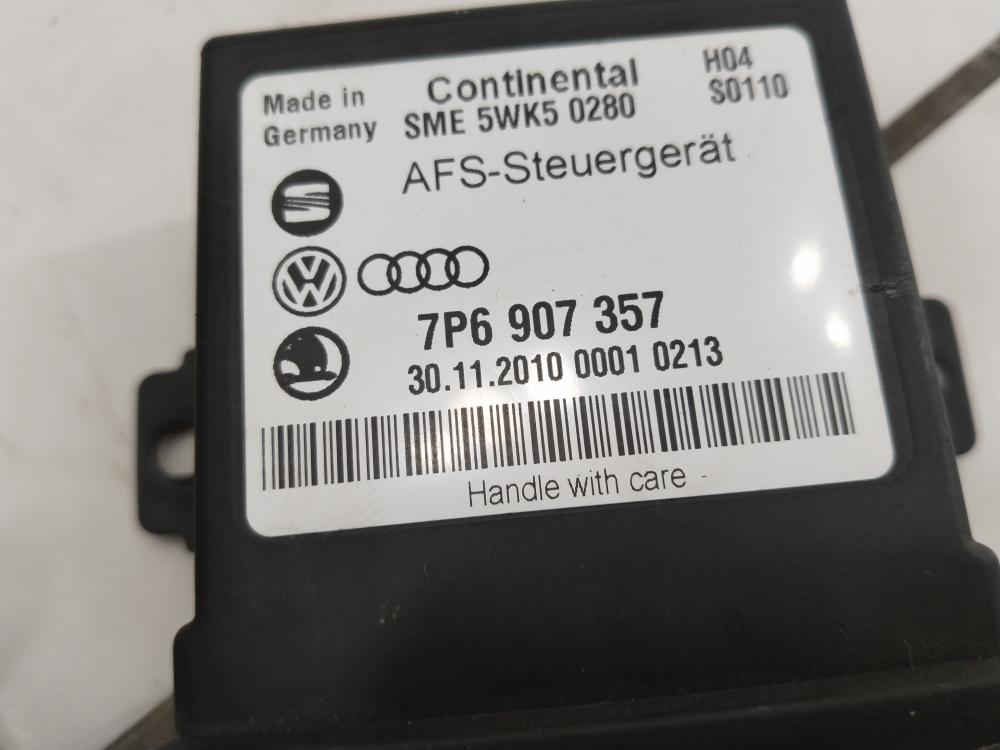 Made in
Germany
Continental
SME 5WK5 0280
H04
S0110
AFS-Steuergerät
7P6 907 357
30.11.2010 0001 0213
Handle with care